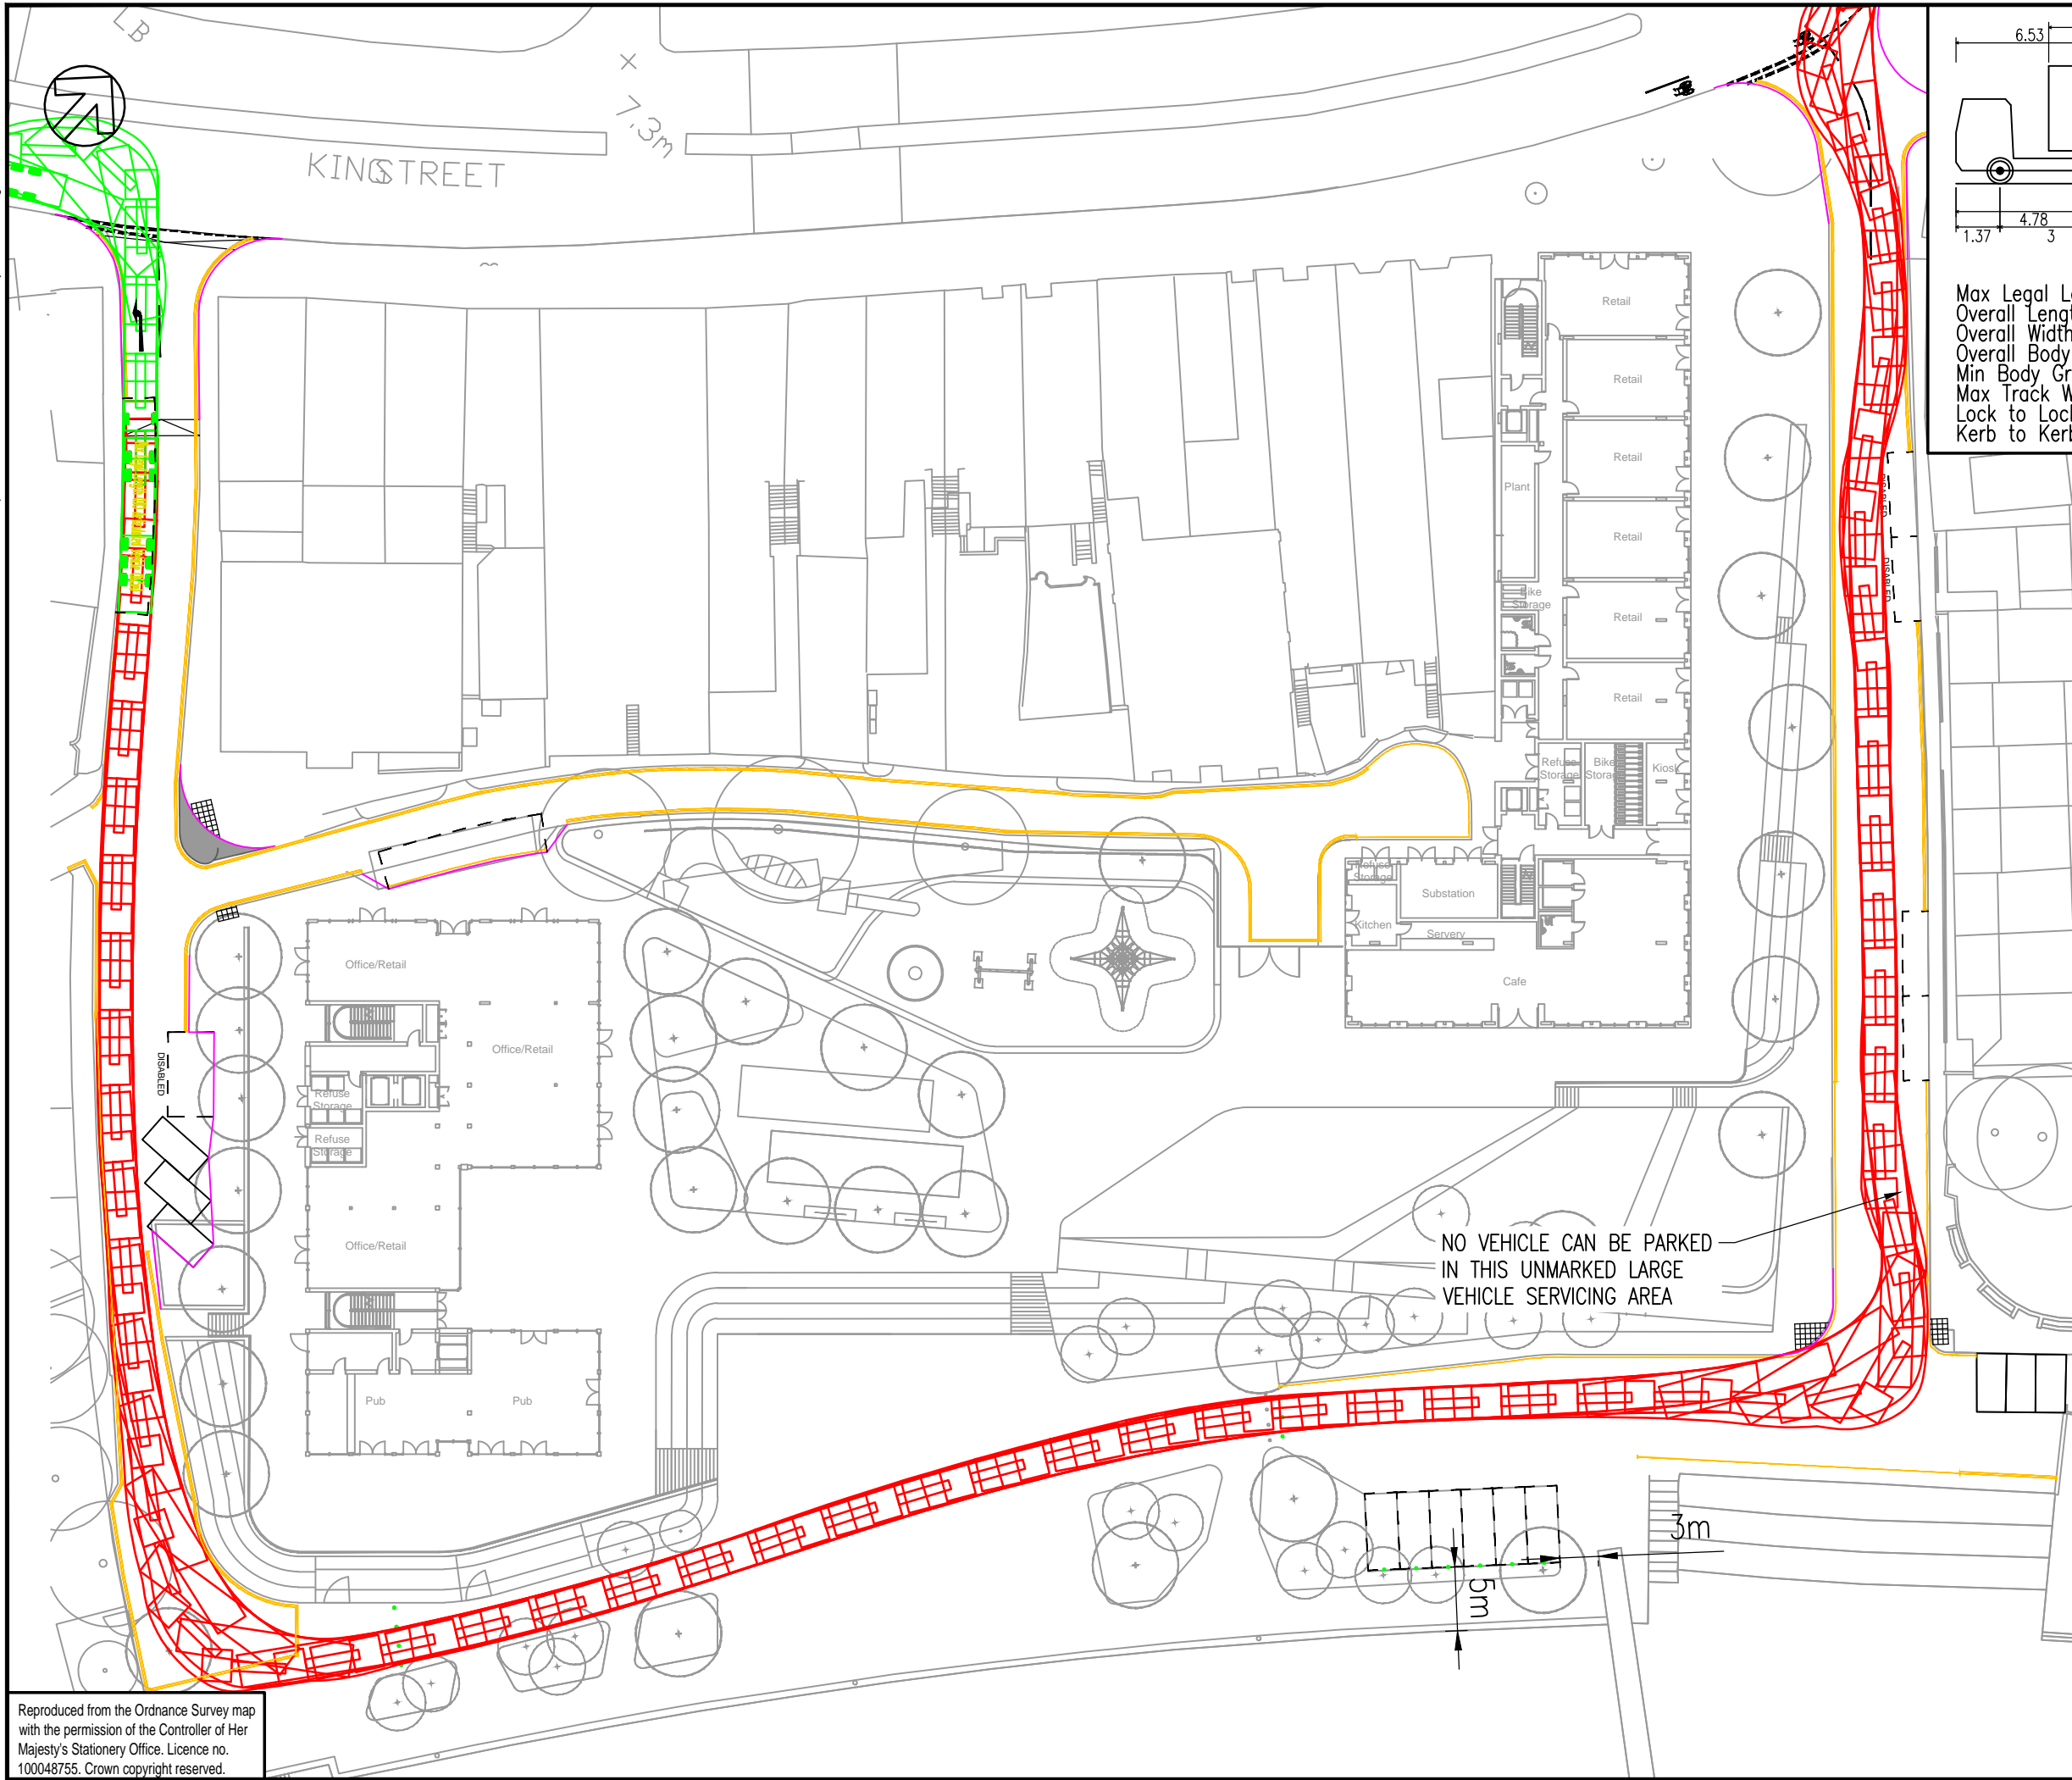 LB
7.3m
KINGSTREET
6.53
4.78
1.37
3
Max Legal L
Overall Lengt
Overall Width
Overall Body
Min Body Gr
Max Track W
Lock to Lock
Kerb to Kerb
Retail
Retail
Retail
Plant
Retail
DISABLED
DISABLED
Bike
Storage
Retail
Retail
Refuse
Storage
Bike
Storage
Kiosk
Refuse
Storage
Substation
Kitchen
Servery
Cafe
Office/Retail
Office/Retail
DISABLED
Refuse
Storage
Refuse
Storage
Office/Retail
NO VEHICLE CAN BE PARKED
IN THIS UNMARKED LARGE
VEHICLE SERVICING AREA
Pub
Pub
3m
5m
Reproduced from the Ordnance Survey map
with the permission of the Controller of Her
Majesty's Stationery Office. Licence no.
100048755. Crown copyright reserved.